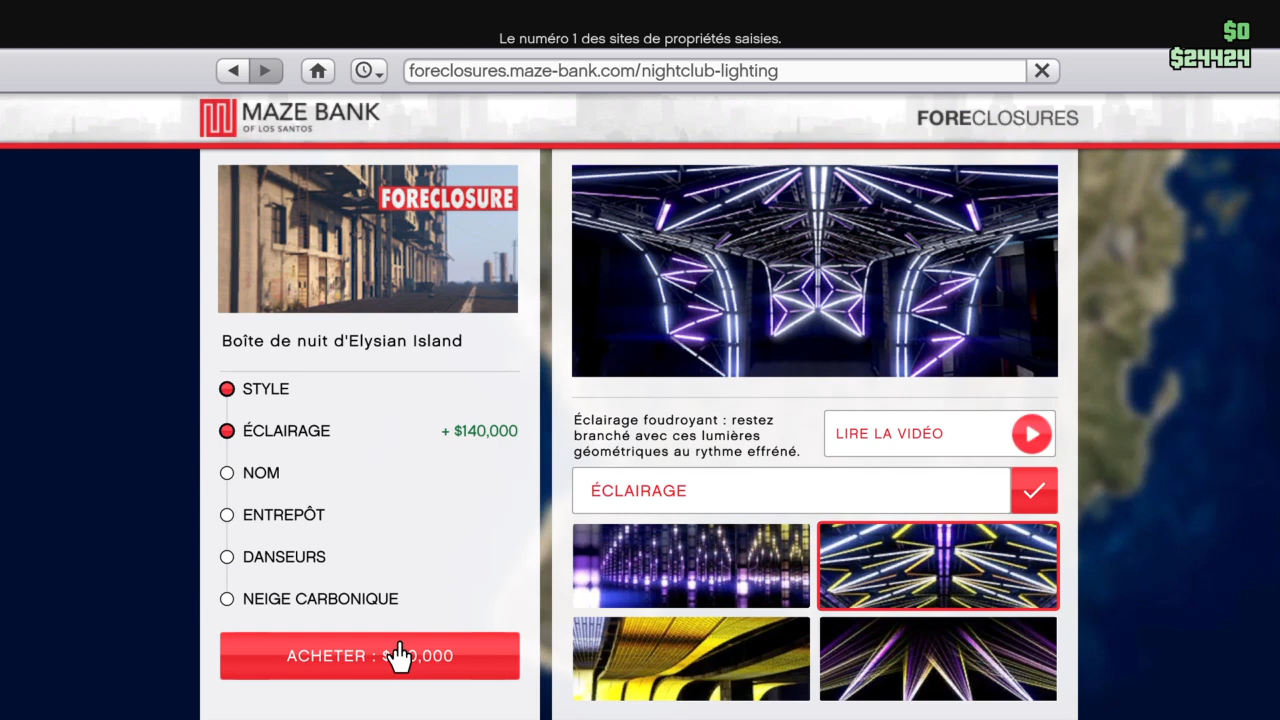 Le numéro 1 des sites de propriétés saisies.
$0
$24424
foreclosures.maze-bank.com/nightclub-lighting
MAZE BANK
OF LOS SANTOS
FORECLOSURES
FORECLOSURE
Boîte de nuit d'Elysian Island
STYLE
ÉCLAIRAGE + $140,000
NOM
ENTREPÔT
DANSEURS
NEIGE CARBONIQUE
ACHETER :
Éclairage foudroyant : restez
branché avec ces lumières
géométriques au rythme effréné.
LIRE LA VIDÉO
ÉCLAIRAGE